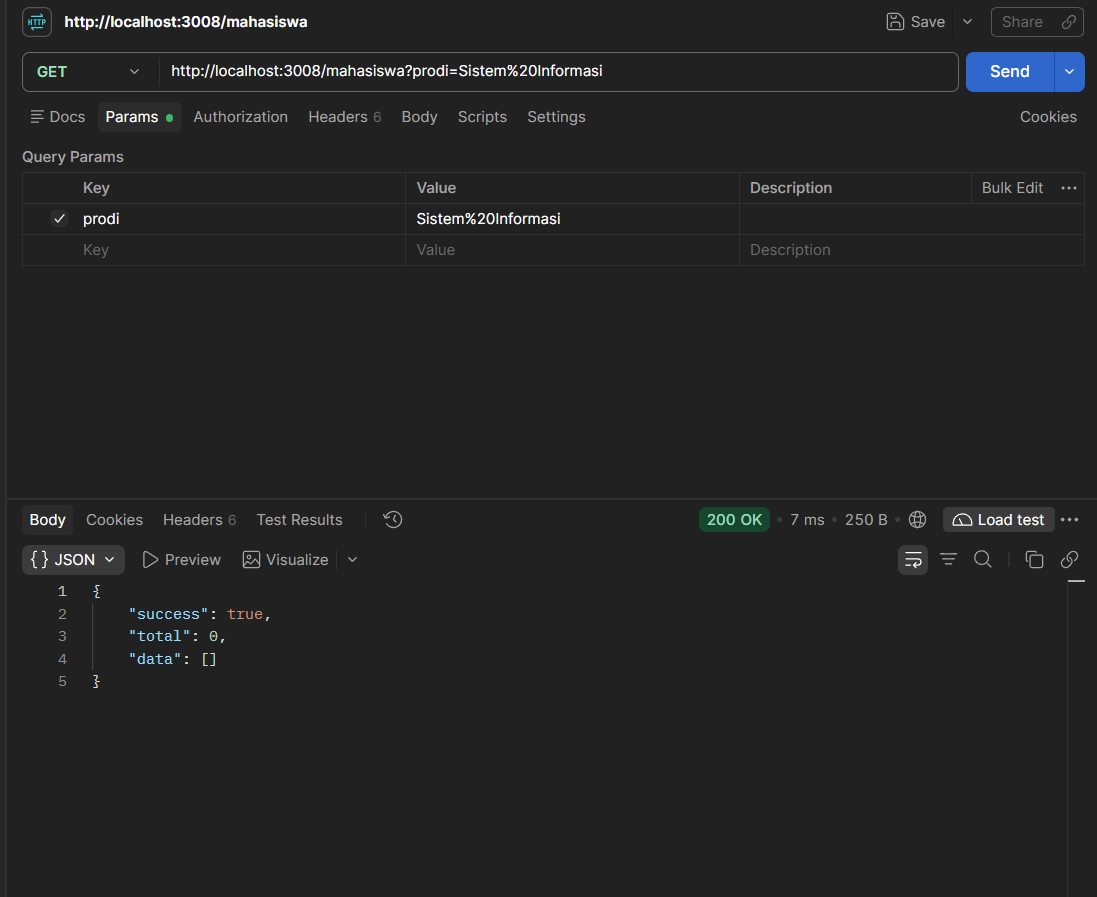 HTTP http://localhost:3008/mahasiswa Save Share
GET http://localhost:3008/mahasiswa?prodi=Sistem%20Informasi Send
Docs Params Authorization Headers 6 Body Scripts Settings Cookies
Query Params
Key Value Description Bulk Edit
prodi Sistem%20Informasi
Key Value Description
Body Cookies Headers 6 Test Results 200 OK 7 ms 250 B Load test
{} JSON Preview Visualize
1 {
2 "success": true,
3 "total": 0,
4 "data": []
5 }